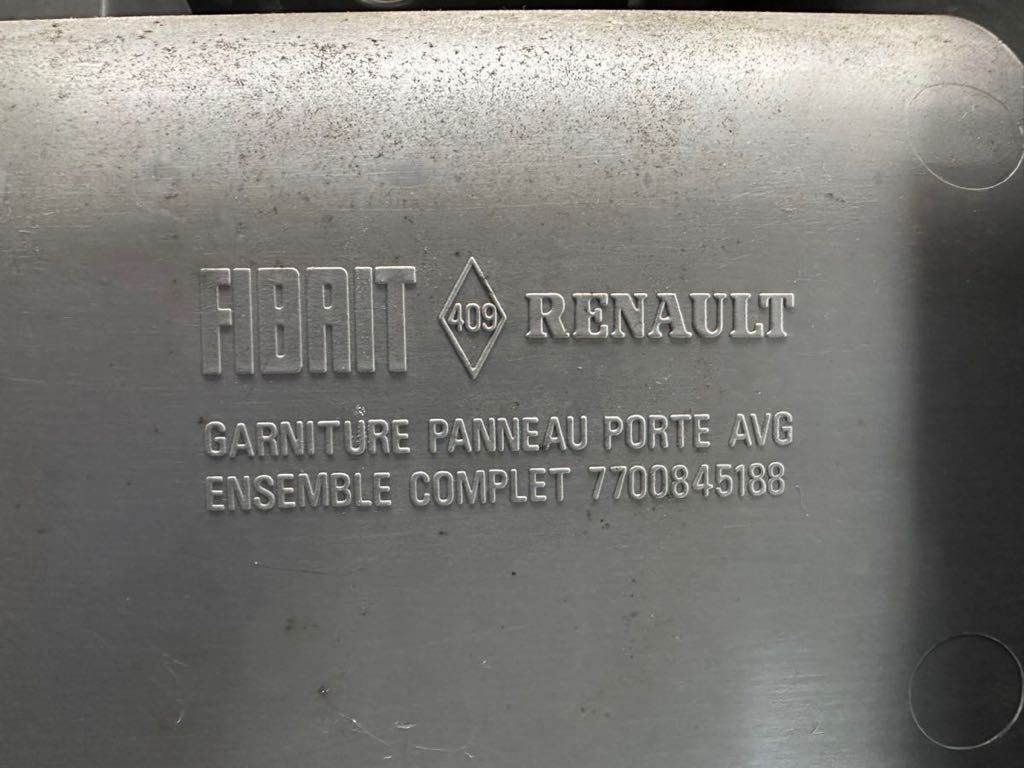 FIBRIT 409 RENAULT
GARNITURE PANNEAU PORTE AVG
ENSEMBLE COMPLET 7700845188